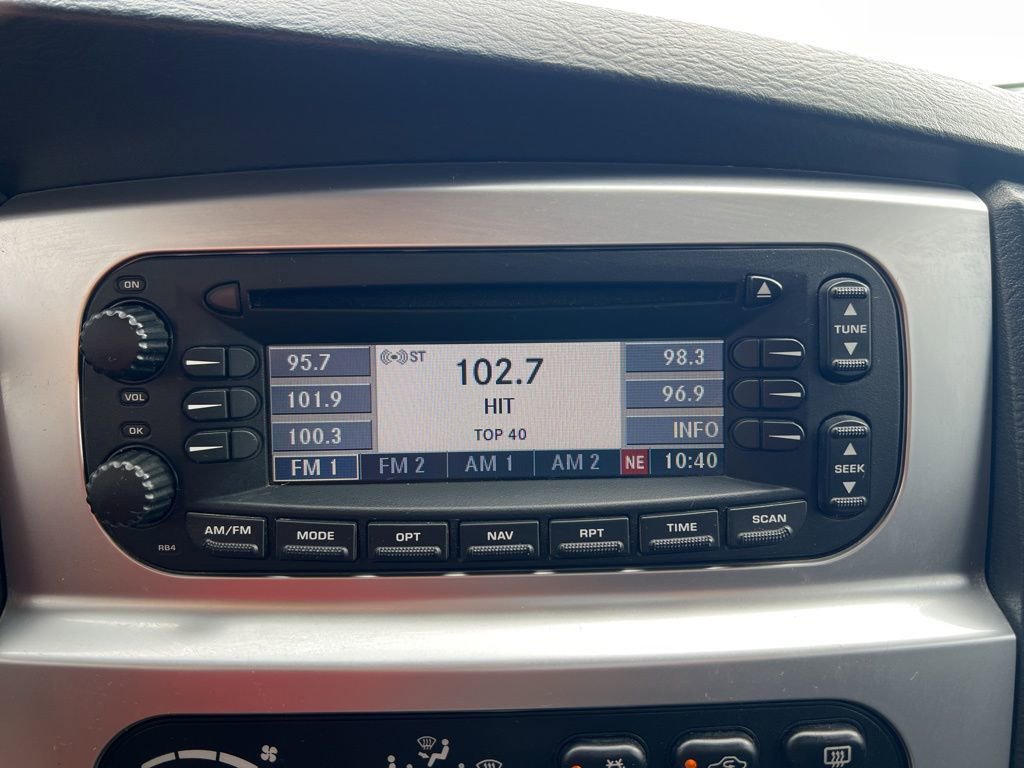 ON
VOL
OK
RB4
95.7
101.9
100.3
ST
102.7
HIT
TOP 40
98.3
96.9
INFO
FM 1 FM 2 AM 1 AM 2 NE 10:40
TUNE
SEEK
AM/FM MODE OPT NAV RPT TIME SCAN